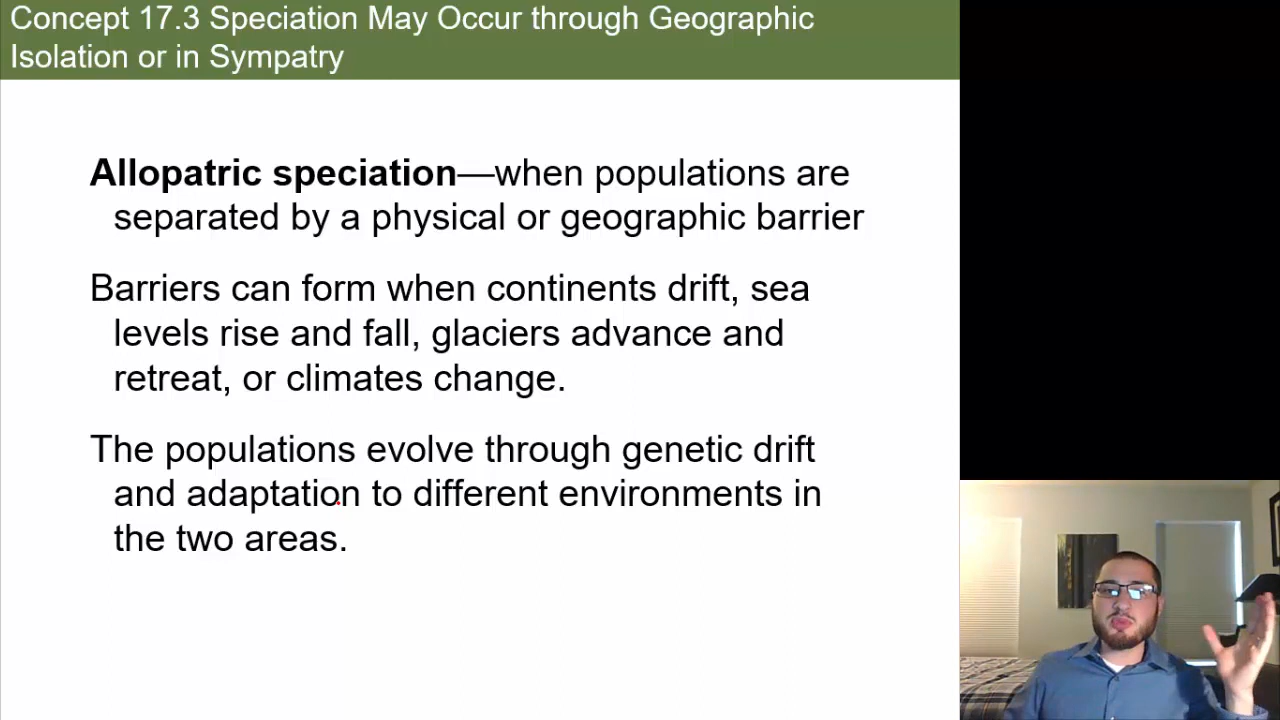 Concept 17.3 Speciation May Occur through Geographic
Isolation or in Sympatry
Allopatric speciation—when populations are
separated by a physical or geographic barrier
Barriers can form when continents drift, sea
levels rise and fall, glaciers advance and
retreat, or climates change.
The populations evolve through genetic drift
and adaptation to different environments in
the two areas.